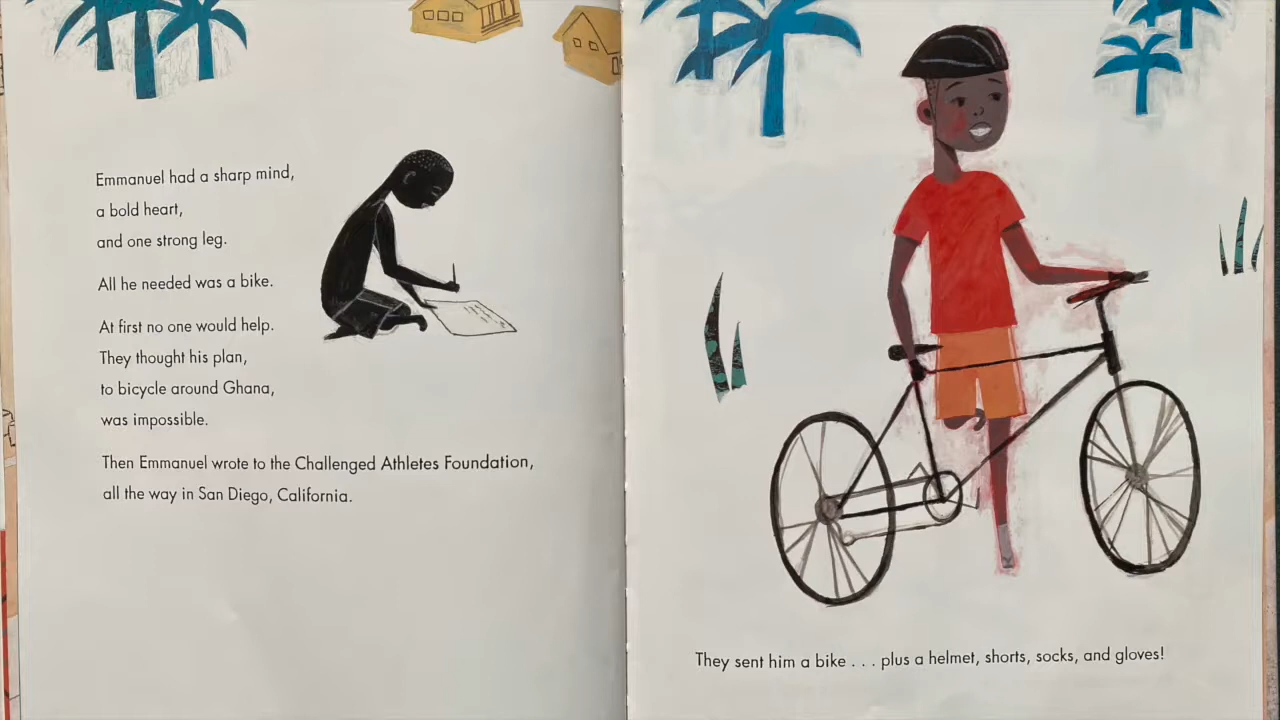 Emmanuel had a sharp mind,
a bold heart,
and one strong leg.
All he needed was a bike.
At first no one would help.
They thought his plan,
to bicycle around Ghana,
was impossible.
Then Emmanuel wrote to the Challenged Athletes Foundation,
all the way in San Diego, California.
They sent him a bike . . . plus a helmet, shorts, socks, and gloves!